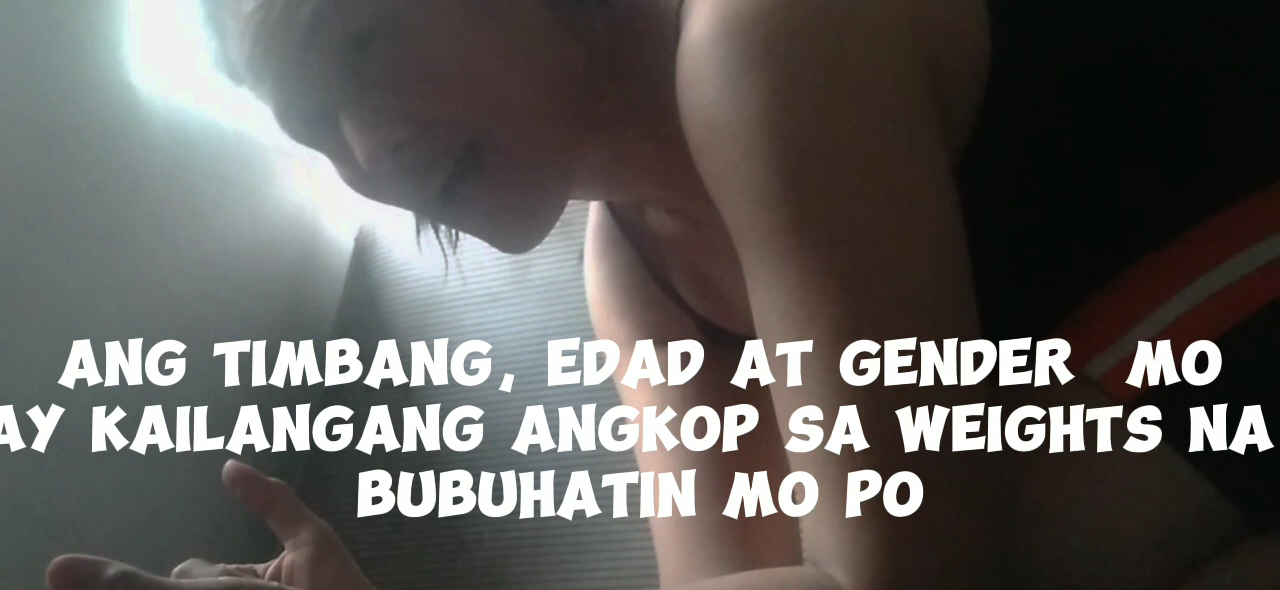 ANG TIMBANG, EDAD AT GENDER MO
AY KAILANGANG ANGKOP SA WEIGHTS NA
BUBUHATIN MO PO